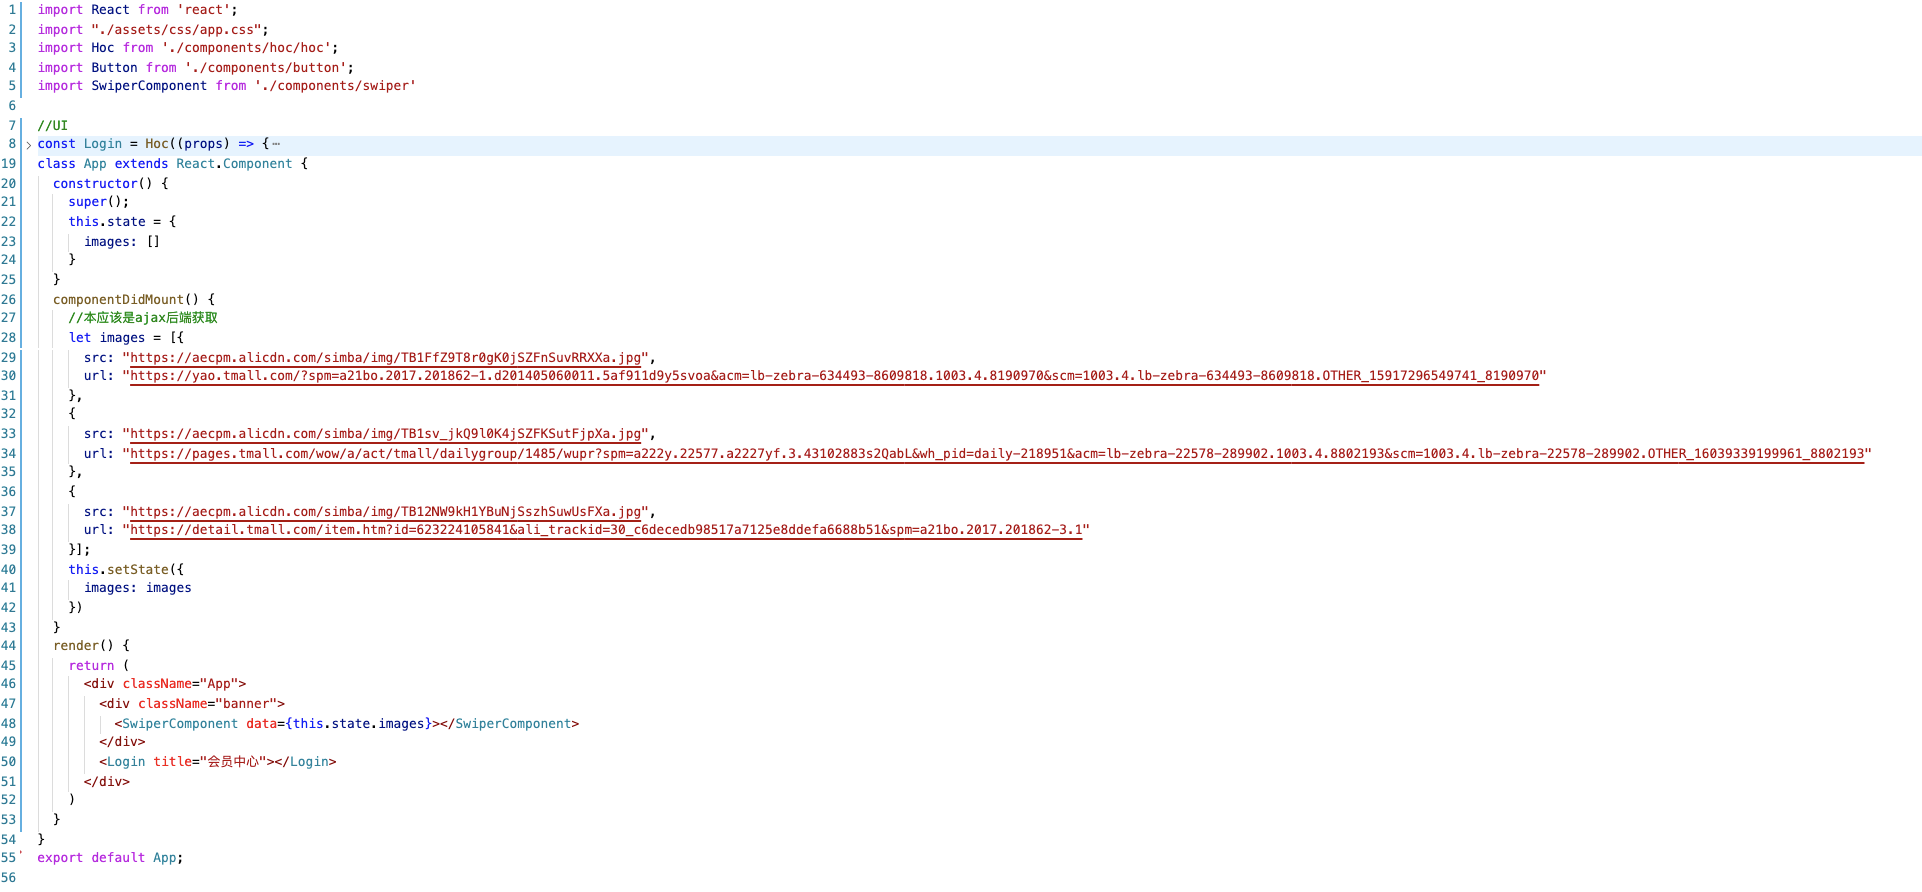 1 import React from 'react';
2 import "./assets/css/app.css";
3 import Hoc from './components/hoc/hoc';
4 import Button from './components/button';
5 import SwiperComponent from './components/swiper'
6
7 //UI
8 const Login = Hoc((props) => {…
19 class App extends React.Component {
20 constructor() {
21 super();
22 this.state = {
23 images: []
24 }
25 }
26 componentDidMount() {
27 //本应该是ajax后端获取
28 let images = [{
29 src: "https://aecpm.alicdn.com/simba/img/TB1FfZ9T8r0gK0jSZFnSuvRRXXa.jpg",
30 url: "https://yao.tmall.com/?spm=a21bo.2017.201862-1.d201405060011.5af911d9y5svoa&acm=lb-zebra-634493-8609818.1003.4.8190970&scm=1003.4.lb-zebra-634493-8609818.OTHER_15917296549741_8190970"
31 },
32 {
33 src: "https://aecpm.alicdn.com/simba/img/TB1sv_jkQ9l0K4jSZFKSutFjpXa.jpg",
34 url: "https://pages.tmall.com/wow/a/act/tmall/dailygroup/1485/wupr?spm=a222y.22577.a2227yf.3.43102883s2QabL&wh_pid=daily-218951&acm=lb-zebra-22578-289902.1003.4.8802193&scm=1003.4.lb-zebra-22578-289902.OTHER_16039339199961_8802193"
35 },
36 {
37 src: "https://aecpm.alicdn.com/simba/img/TB12NW9kH1YBuNjSszhSuwUsFXa.jpg",
38 url: "https://detail.tmall.com/item.htm?id=623224105841&ali_trackid=30_c6decedb98517a7125e8ddefa6688b51&spm=a21bo.2017.201862-3.1"
39 }];
40 this.setState({
41 images: images
42 })
43 }
44 render() {
45 return (
46 <div className="App">
47 <div className="banner">
48 <SwiperComponent data={this.state.images}></SwiperComponent>
49 </div>
50 <Login title="会员中心"></Login>
51 </div>
52 )
53 }
54 }
55 export default App;
56